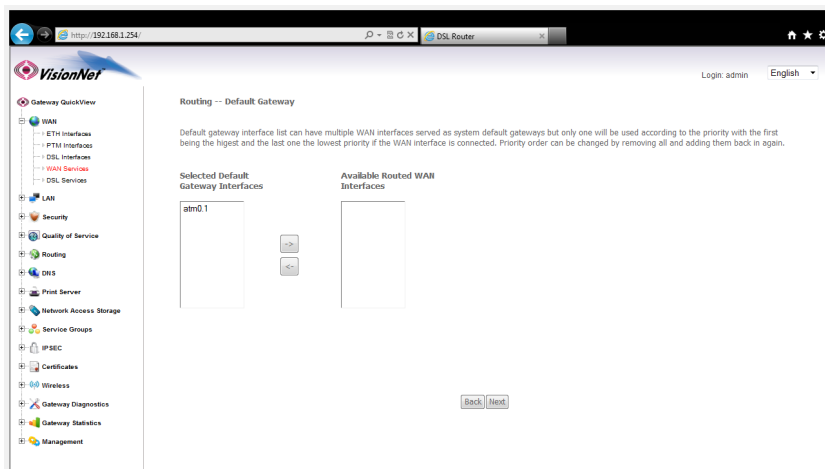 http://192.168.1.254/
DSL Router
VisionNet
Login: admin
English
Gateway QuickView
WAN
ETH Interfaces
PTM Interfaces
DSL Interfaces
WAN Services
DSL Services
LAN
Security
Quality of Service
Routing
DNS
Print Server
Network Access Storage
Service Groups
IPSEC
Certificates
Wireless
Gateway Diagnostics
Gateway Statistics
Management
Routing -- Default Gateway
Default gateway interface list can have multiple WAN interfaces served as system default gateways but only one will be used according to the priority with the first
being the higest and the last one the lowest priority if the WAN interface is connected. Priority order can be changed by removing all and adding them back in again.
Selected Default
Gateway Interfaces
Available Routed WAN
Interfaces
atm0.1
->
<-
Back Next